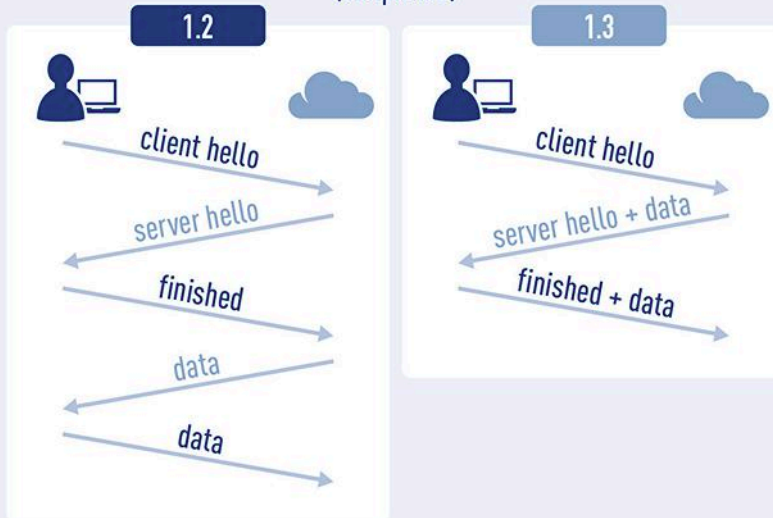 1.2
client hello
server hello
finished
data
data
1.3
client hello
server hello + data
finished + data